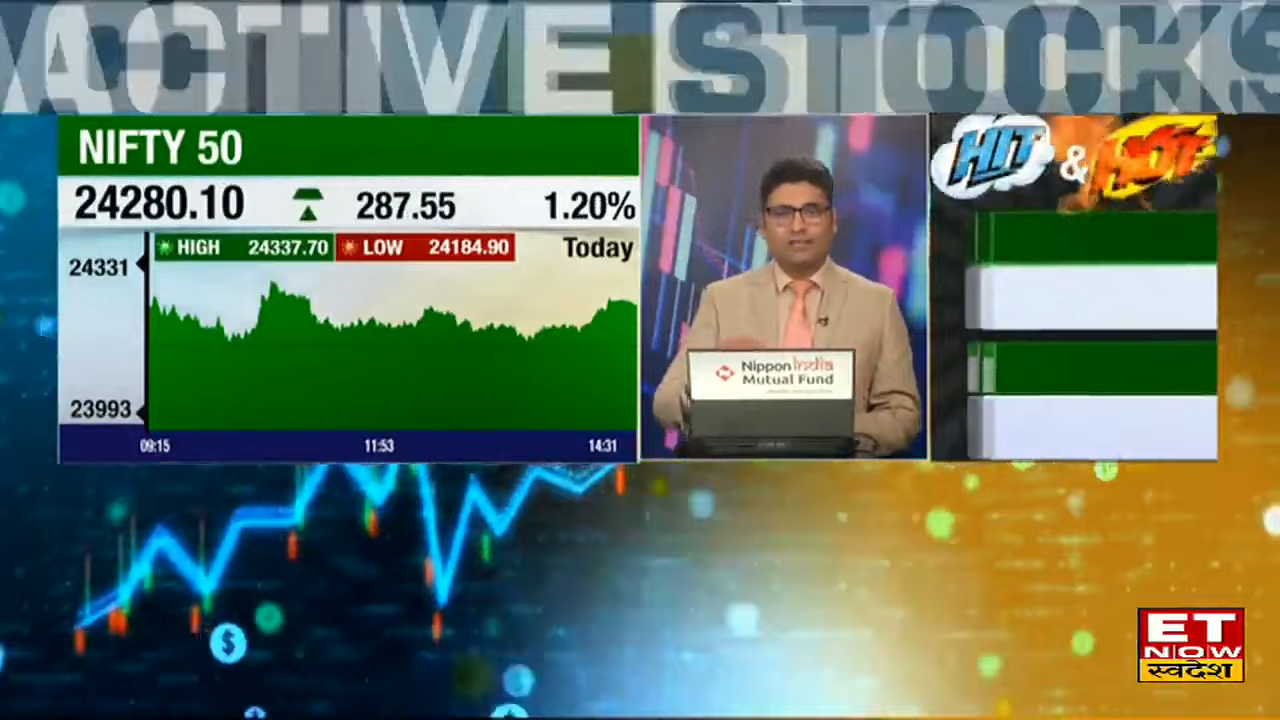 ACTIVE STOCKS
NIFTY 50
24280.10 287.55 1.20%
HIGH 24337.70 LOW 24184.90 Today
24331
23993
09:15 11:53 14:31
Nippon india
Mutual Fund
HIT & HOT
ET
NOW
स्वदेश